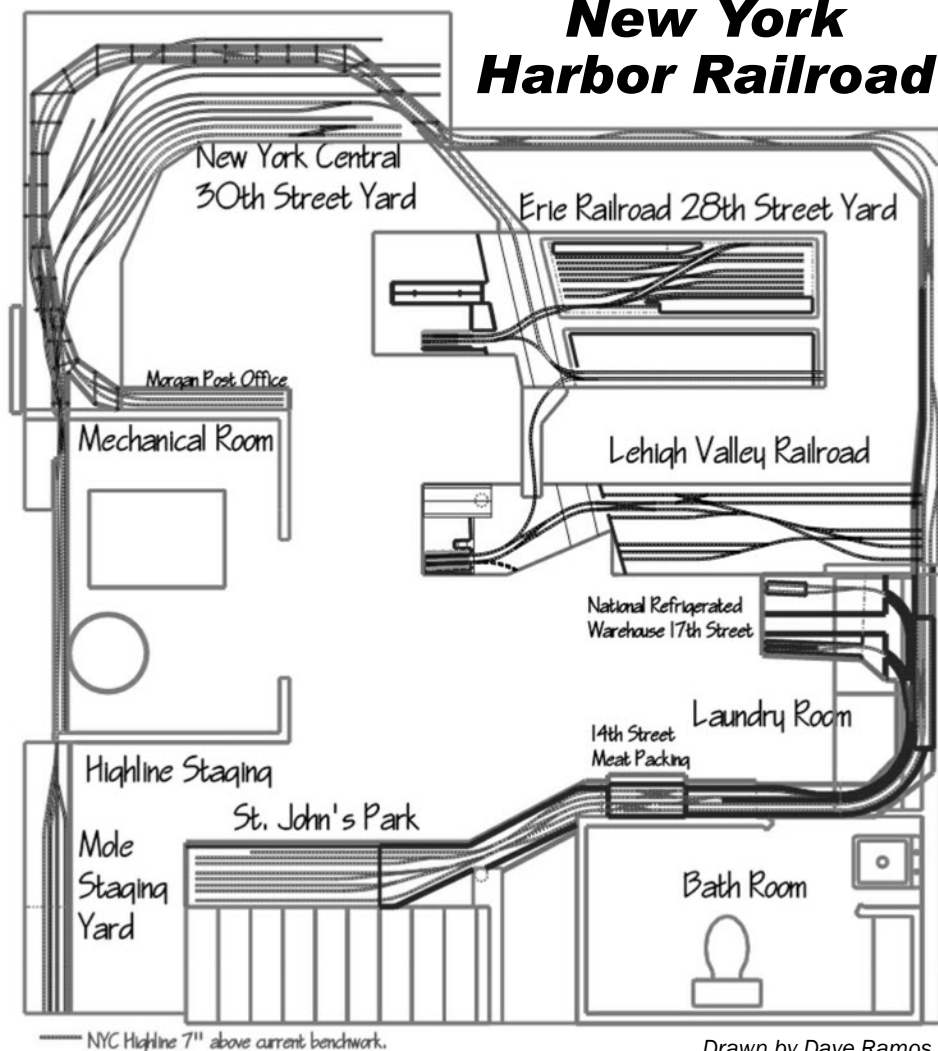 New York
Harbor Railroad
New York Central
30th Street Yard
Erie Railroad 28th Street Yard
Morgan Post Office
Mechanical Room
Lehigh Valley Railroad
National Refrigerated
Warehouse 17th Street
Laundry Room
14th Street
Meat Packing
Highline Staging
St. John's Park
Mole
Staging
Yard
Bath Room
NYC Highline 7" above current benchwork.
Drawn by Dave Ramos